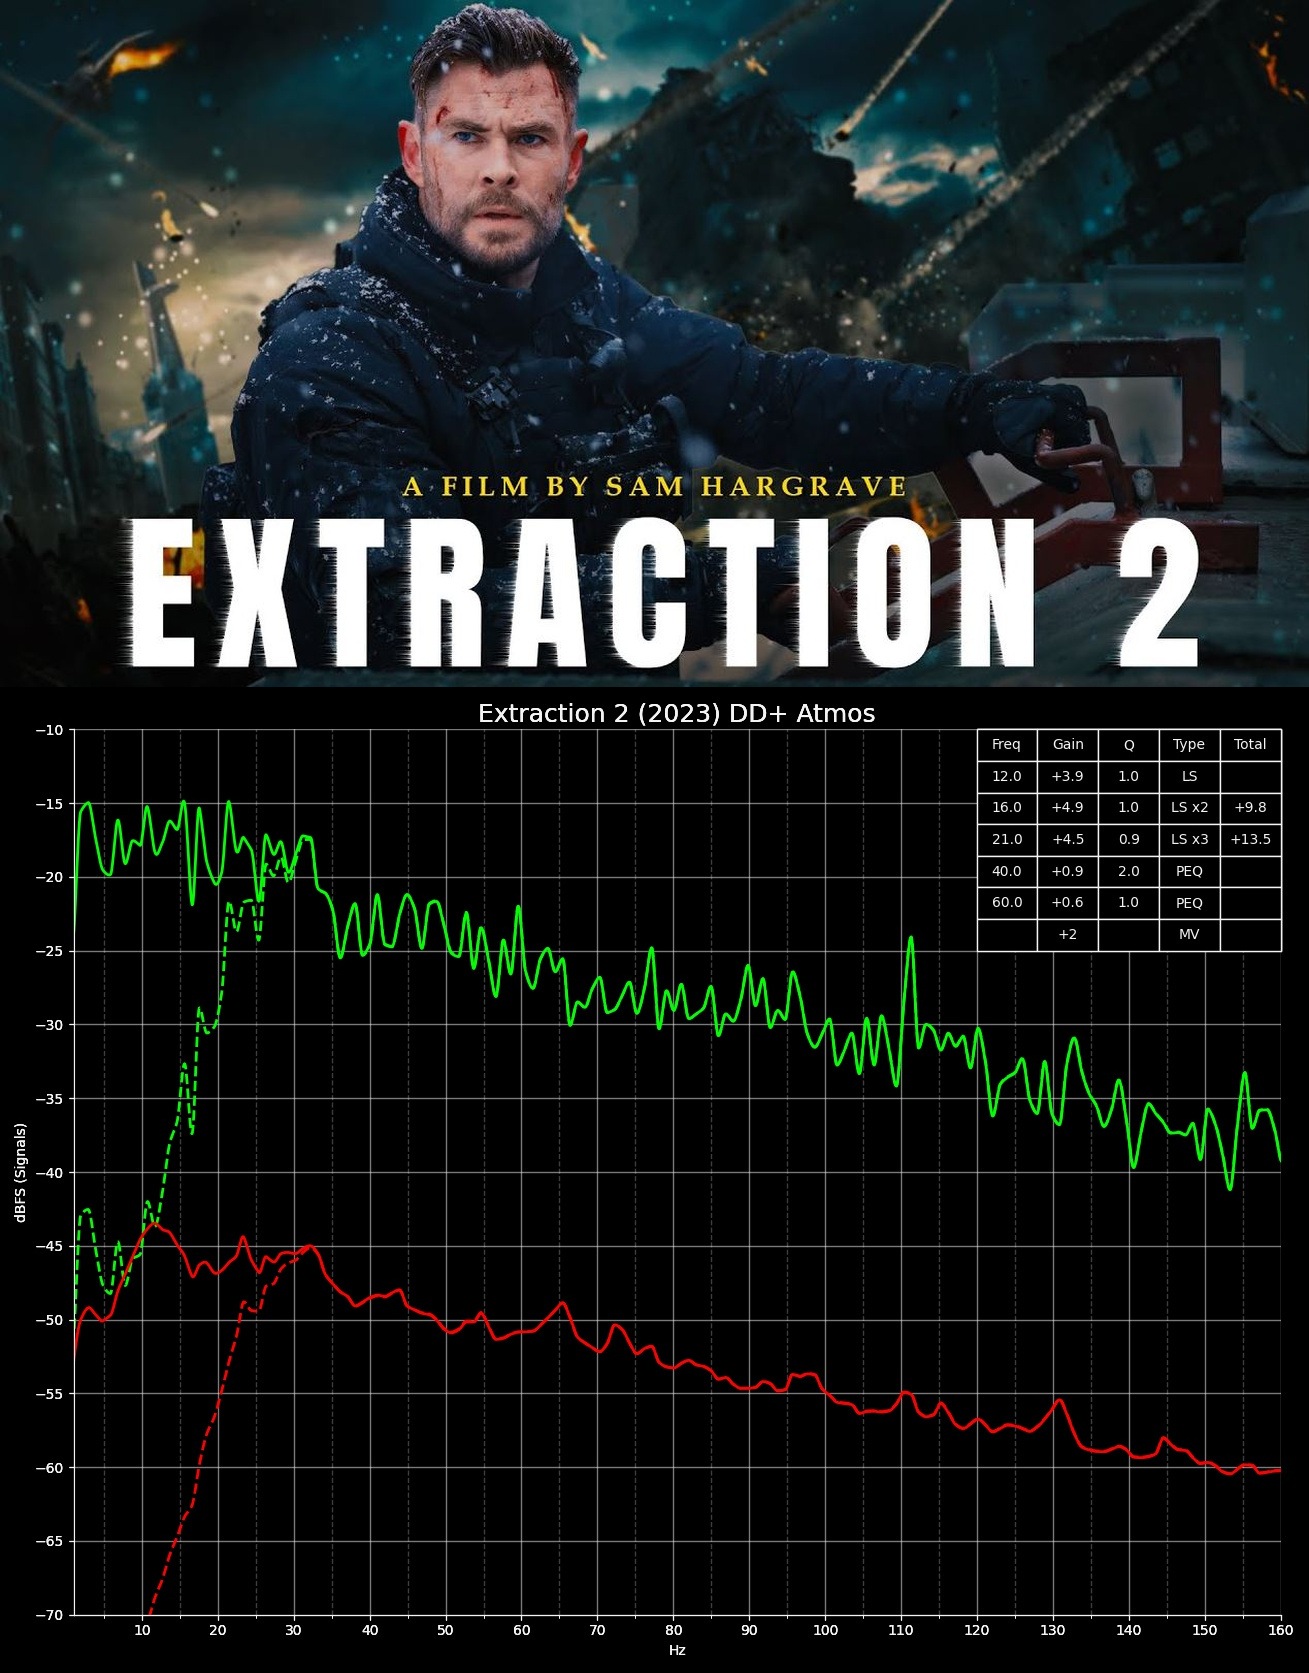 A FILM BY SAM HARGRAVE
EXTRACTION 2
Extraction 2 (2023) DD+ Atmos
Freq Gain Q Type Total
12.0 +3.9 1.0 LS
16.0 +4.9 1.0 LS x2 +9.8
21.0 +4.5 0.9 LS x3 +13.5
40.0 +0.9 2.0 PEQ
60.0 +0.6 1.0 PEQ
+2 MV
−10
−15
−20
−25
−30
−35
−40
−45
−50
−55
−60
−65
−70
dBFS (Signals)
10 20 30 40 50 60 70 80 90 100 110 120 130 140 150 160
Hz